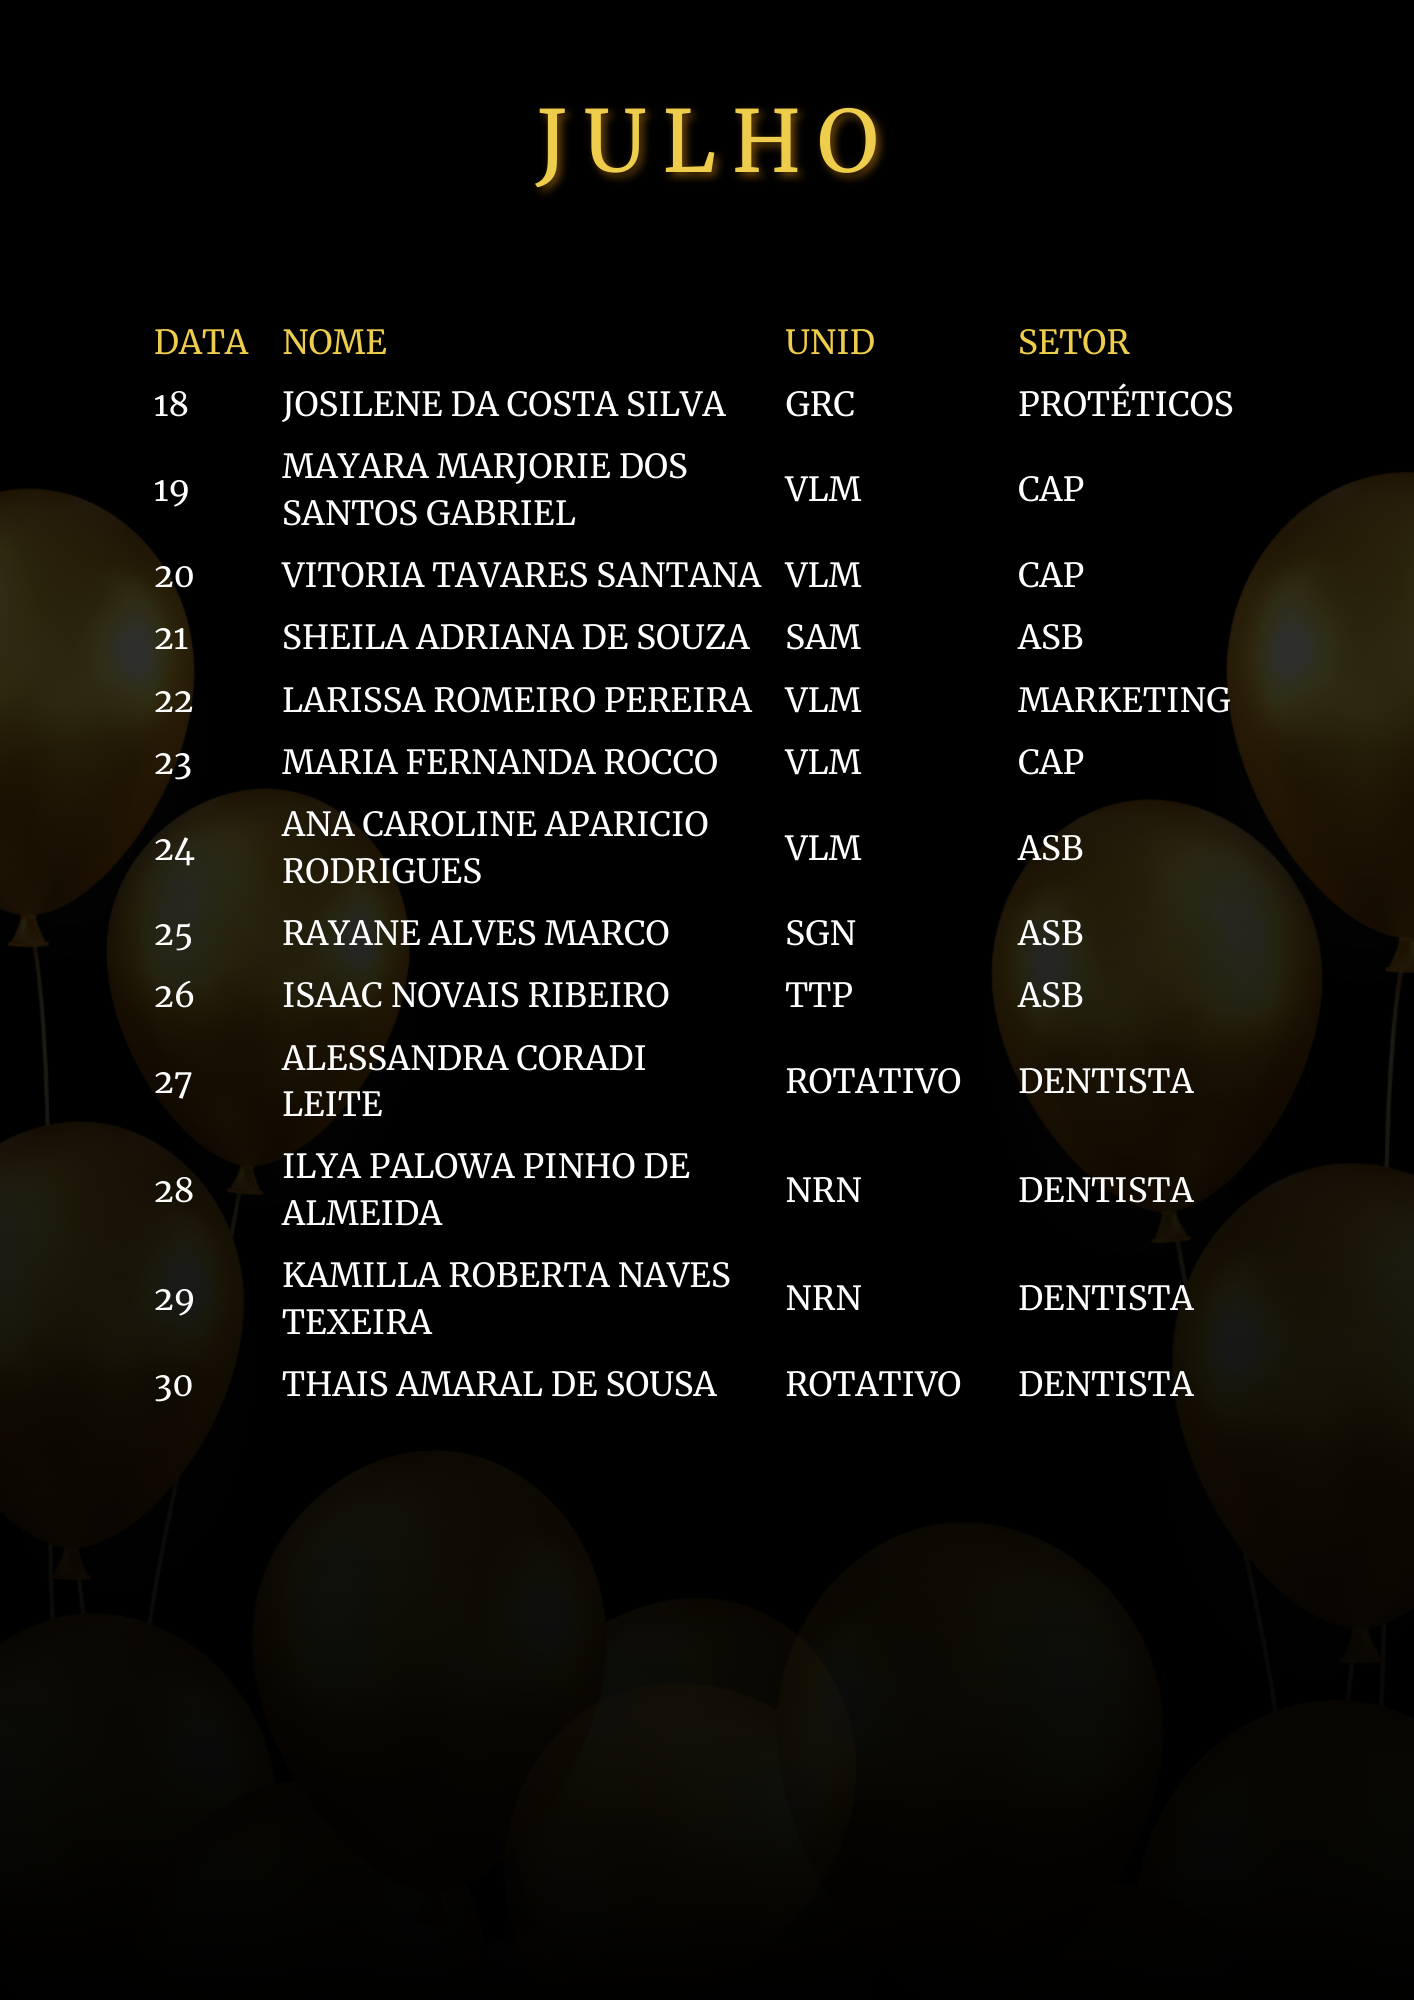 JULHO
DATA NOME UNID SETOR
18 JOSILENE DA COSTA SILVA GRC PROTÉTICOS
19 MAYARA MARJORIE DOS
SANTOS GABRIEL VLM CAP
20 VITORIA TAVARES SANTANA VLM CAP
21 SHEILA ADRIANA DE SOUZA SAM ASB
22 LARISSA ROMEIRO PEREIRA VLM MARKETING
23 MARIA FERNANDA ROCCO VLM CAP
24 ANA CAROLINE APARICIO
RODRIGUES VLM ASB
25 RAYANE ALVES MARCO SGN ASB
26 ISAAC NOVAIS RIBEIRO TTP ASB
27 ALESSANDRA CORADI
LEITE ROTATIVO DENTISTA
28 ILYA PALOWA PINHO DE
ALMEIDA NRN DENTISTA
29 KAMILLA ROBERTA NAVES
TEXEIRA NRN DENTISTA
30 THAIS AMARAL DE SOUSA ROTATIVO DENTISTA